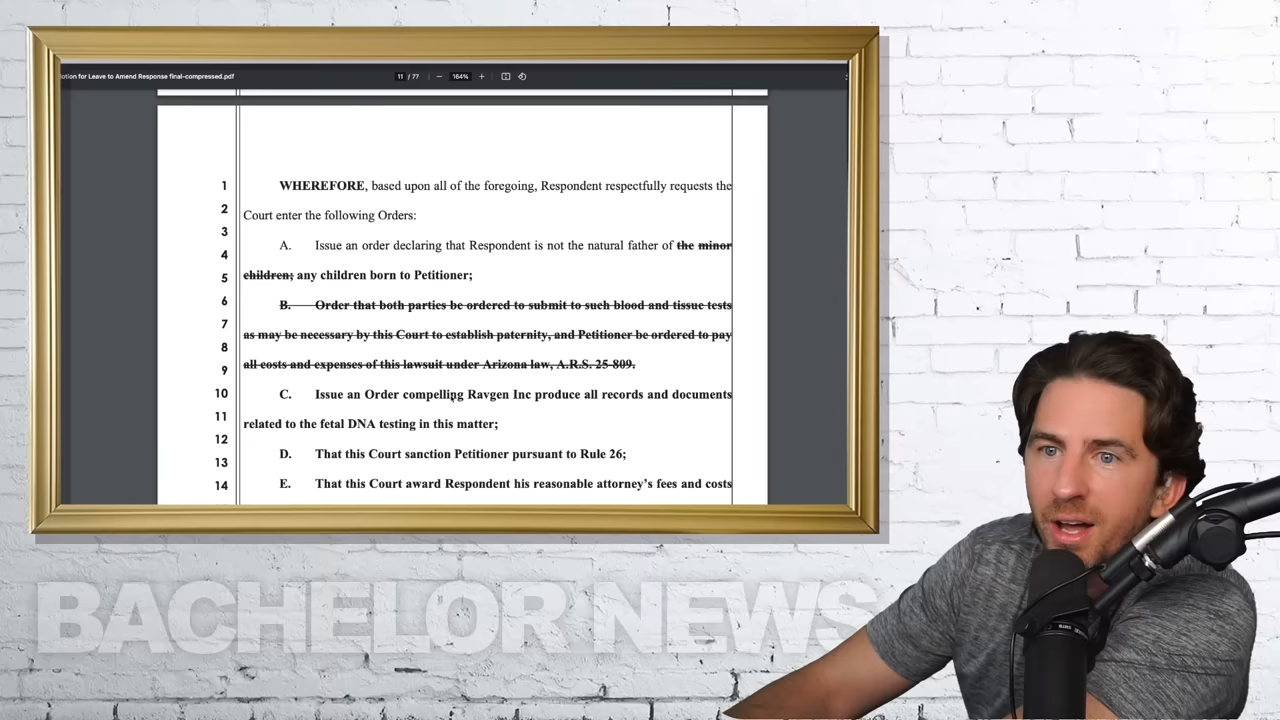 otion for Leave to Amend Response final-compressed.pdf
11 / 77
164%
1 WHEREFORE, based upon all of the foregoing, Respondent respectfully requests the
2 Court enter the following Orders:
3
4 A. Issue an order declaring that Respondent is not the natural father of the minor
5 children; any children born to Petitioner;
6 B. Order that both parties be ordered to submit to such blood and tissue tests
7 as may be necessary by this Court to establish paternity, and Petitioner be ordered to pay
8
9 all costs and expenses of this lawsuit under Arizona law, A.R.S. 25-809.
10 C. Issue an Order compelling Ravgen Inc produce all records and documents
11 related to the fetal DNA testing in this matter;
12
13 D. That this Court sanction Petitioner pursuant to Rule 26;
14 E. That this Court award Respondent his reasonable attorney’s fees and costs
BACHELOR NEWS